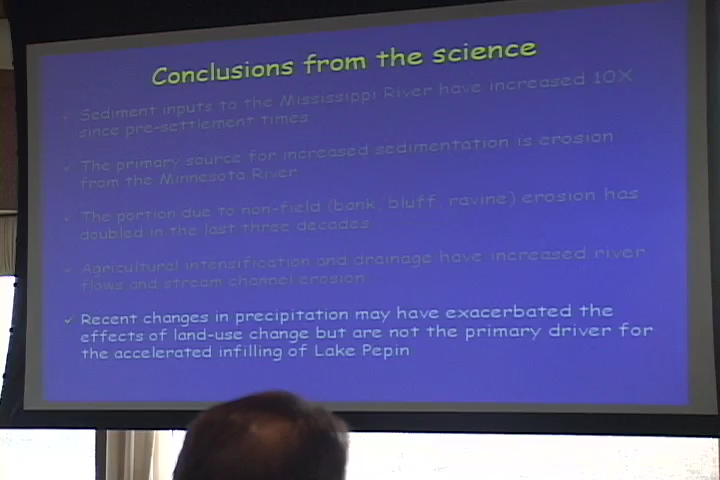 Conclusions from the science
✓ Sediment inputs to the Mississippi River have increased 10X
since pre-settlement times
✓ The primary source for increased sedimentation is erosion
from the Minnesota River
✓ The portion due to non-field (bank, bluff, ravine) erosion has
doubled in the last three decades
✓ Agricultural intensification and drainage have increased river
flows and stream channel erosion
✓ Recent changes in precipitation may have exacerbated the
effects of land-use change but are not the primary driver for
the accelerated infilling of Lake Pepin